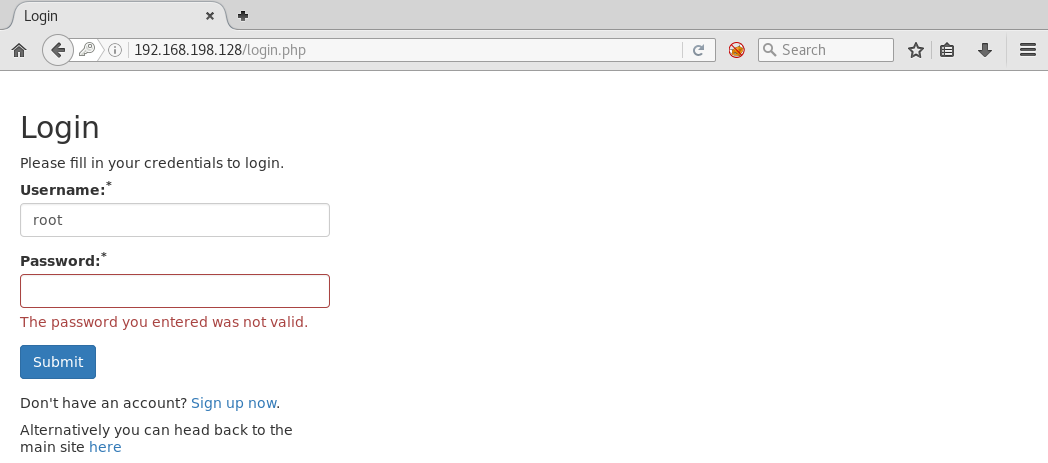 Login
192.168.198.128/login.php
Search
Login
Please fill in your credentials to login.
Username:*
root
Password:*
The password you entered was not valid.
Submit
Don't have an account? Sign up now.
Alternatively you can head back to the
main site here